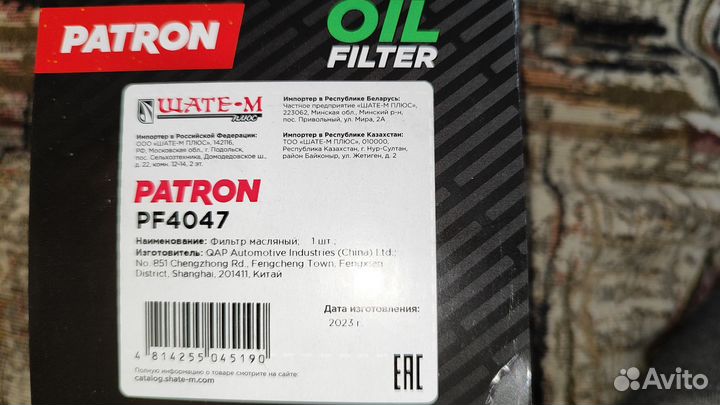 PATRON
OIL
FILTER
ШАТЕ-М
ПЛЮС
Импортер в Российской Федерации:
ООО «ШАТЕ-М ПЛЮС», 142116,
РФ, Московская обл., г. Подольск,
пос. Сельхозтехника, Домодедовское ш.,
д. 22, комн. 12-14, 2 эт.
Импортер в Республике Беларусь:
Частное предприятие «ШАТЕ-М ПЛЮС»,
223062, Минская обл., Минский р-н,
пос. Привольный, ул. Мира, 2А
Импортер в Республике Казахстан:
ТОО «ШАТЕ-М ПЛЮС», 010000,
Республика Казахстан, г. Нур-Султан,
район Байконыр, ул. Жетиген, д. 2
PATRON
PF4047
Наименование: Фильтр масляный; 1 шт.,
Изготовитель: QAP Automotive Industries (China) Ltd.;
No. 851 Chengzhong Rd., Fengcheng Town, Fengxian
District, Shanghai, 201411, Китай
Дата изготовления:
2023 г.
4 814255 045190
Полную информацию о товаре смотрите на сайте:
catalog.shate-m.com
EAC
Avito